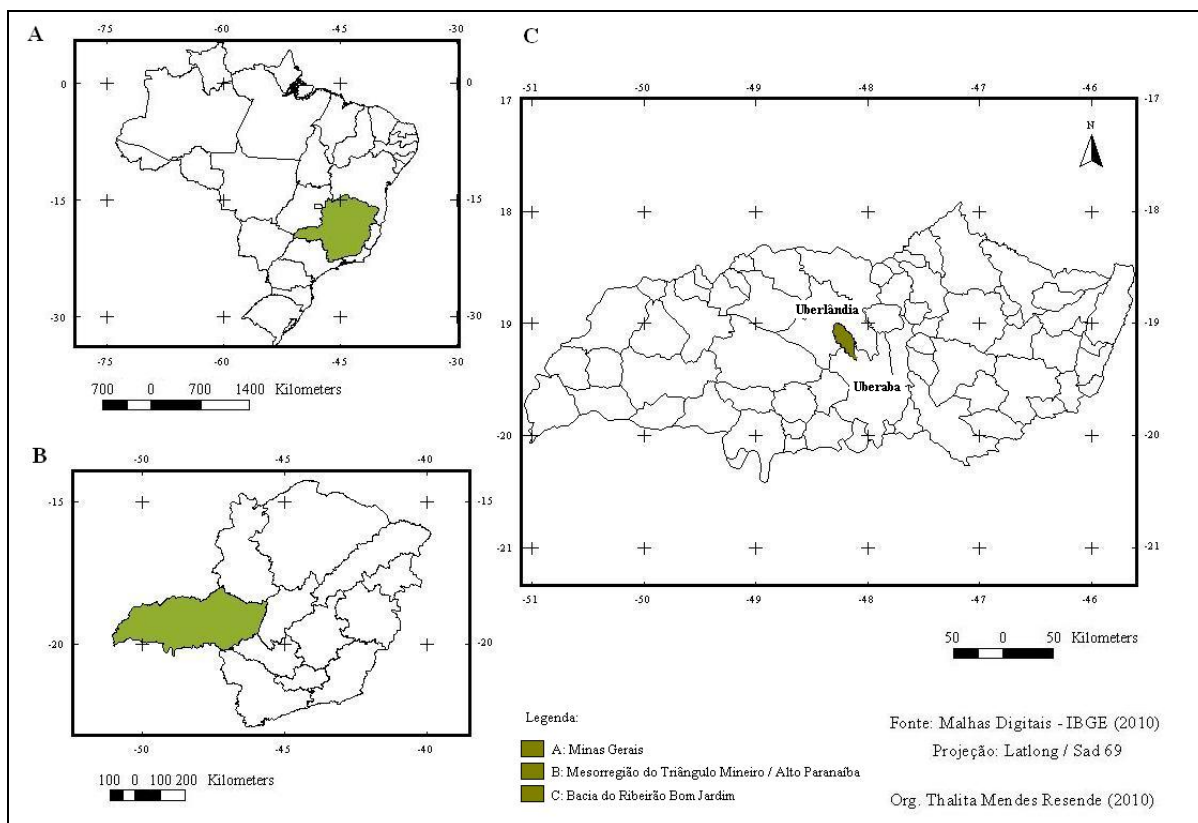 A
-75 -60 -45 -30
0 0
-15 -15
-30 -30
-75 -60 -45 -30
700 0 700 1400 Kilometers
B
-50 -45 -40
-15 -15
-20 -20
-50 -45 -40
100 0 100 200 Kilometers
C
-51 -50 -49 -48 -47 -46
17 -17
N
18 -18
Uberlândia
19 -19
Uberaba
-20 -20
-21 -21
-51 -50 -49 -48 -47 -46
50 0 50 Kilometers
Legenda:
A: Minas Gerais
B: Mesorregião do Triângulo Mineiro / Alto Paranaíba
C: Bacia do Ribeirão Bom Jardim
Fonte: Malhas Digitais - IBGE (2010)
Projeção: Latlong / Sad 69
Org. Thalita Mendes Resende (2010)